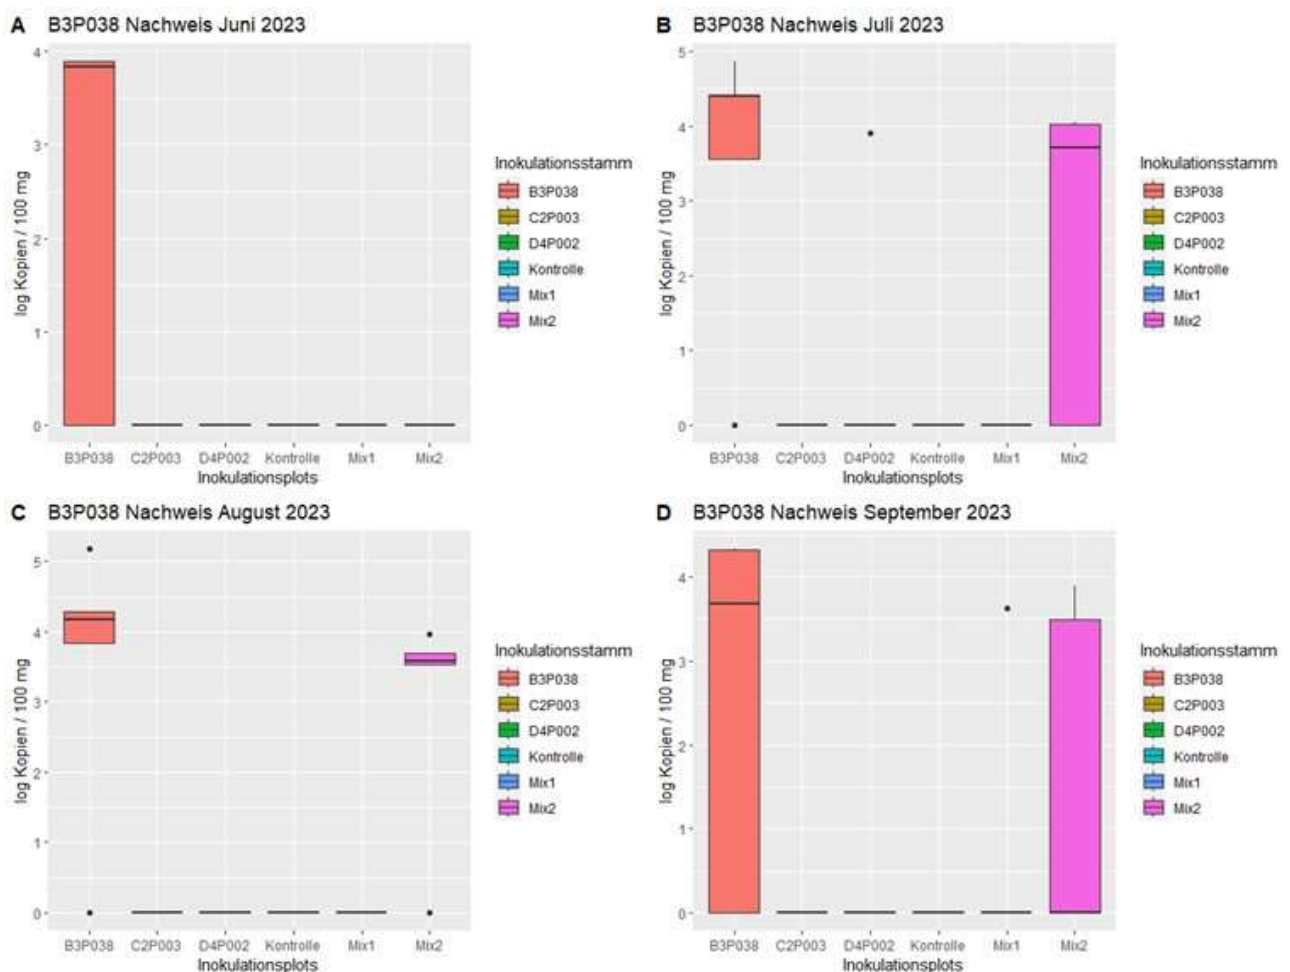 A B3P038 Nachweis Juni 2023
log Kopien / 100 mg
4
3
2
1
0
B3P038 C2P003 D4P002 Kontrolle Mix1 Mix2
Inokulationsplots
Inokulationsstamm
B3P038
C2P003
D4P002
Kontrolle
Mix1
Mix2
B B3P038 Nachweis Juli 2023
log Kopien / 100 mg
5
4
3
2
1
0
B3P038 C2P003 D4P002 Kontrolle Mix1 Mix2
Inokulationsplots
Inokulationsstamm
B3P038
C2P003
D4P002
Kontrolle
Mix1
Mix2
C B3P038 Nachweis August 2023
log Kopien / 100 mg
5
4
3
2
1
0
B3P038 C2P003 D4P002 Kontrolle Mix1 Mix2
Inokulationsplots
Inokulationsstamm
B3P038
C2P003
D4P002
Kontrolle
Mix1
Mix2
D B3P038 Nachweis September 2023
log Kopien / 100 mg
4
3
2
1
0
B3P038 C2P003 D4P002 Kontrolle Mix1 Mix2
Inokulationsplots
Inokulationsstamm
B3P038
C2P003
D4P002
Kontrolle
Mix1
Mix2